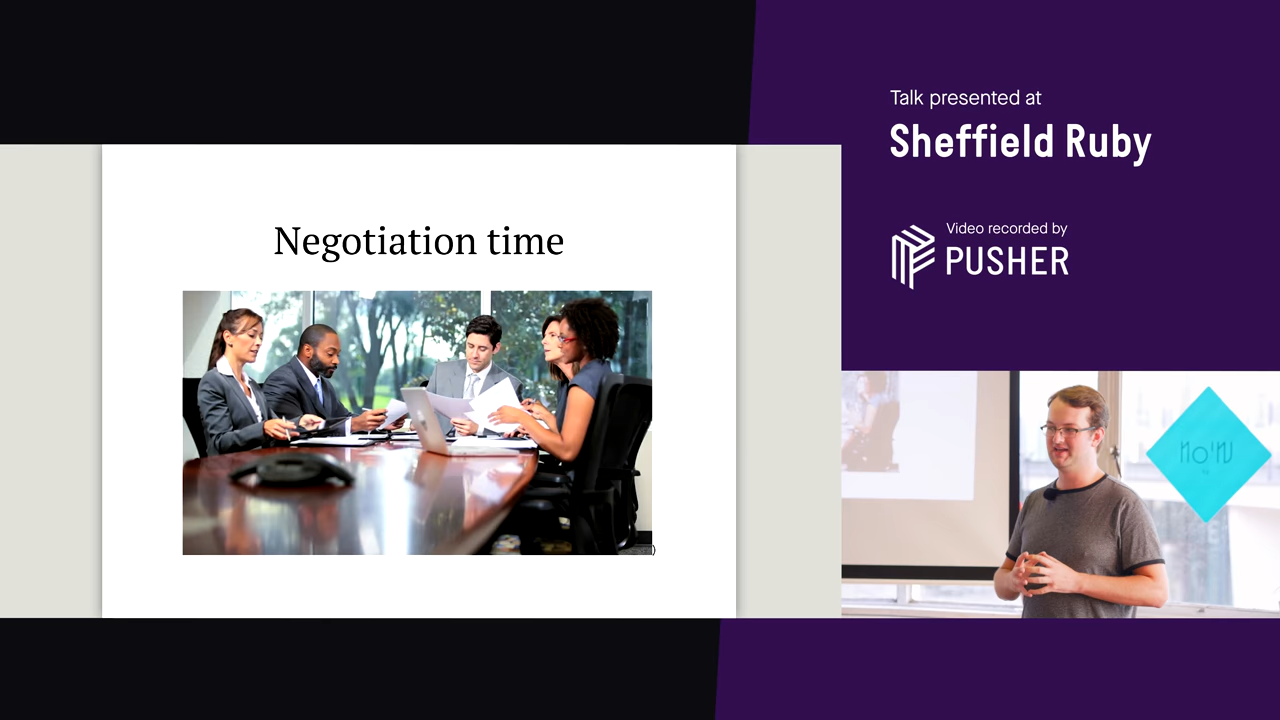 Talk presented at
Sheffield Ruby
Video recorded by
PUSHER
Negotiation time
)